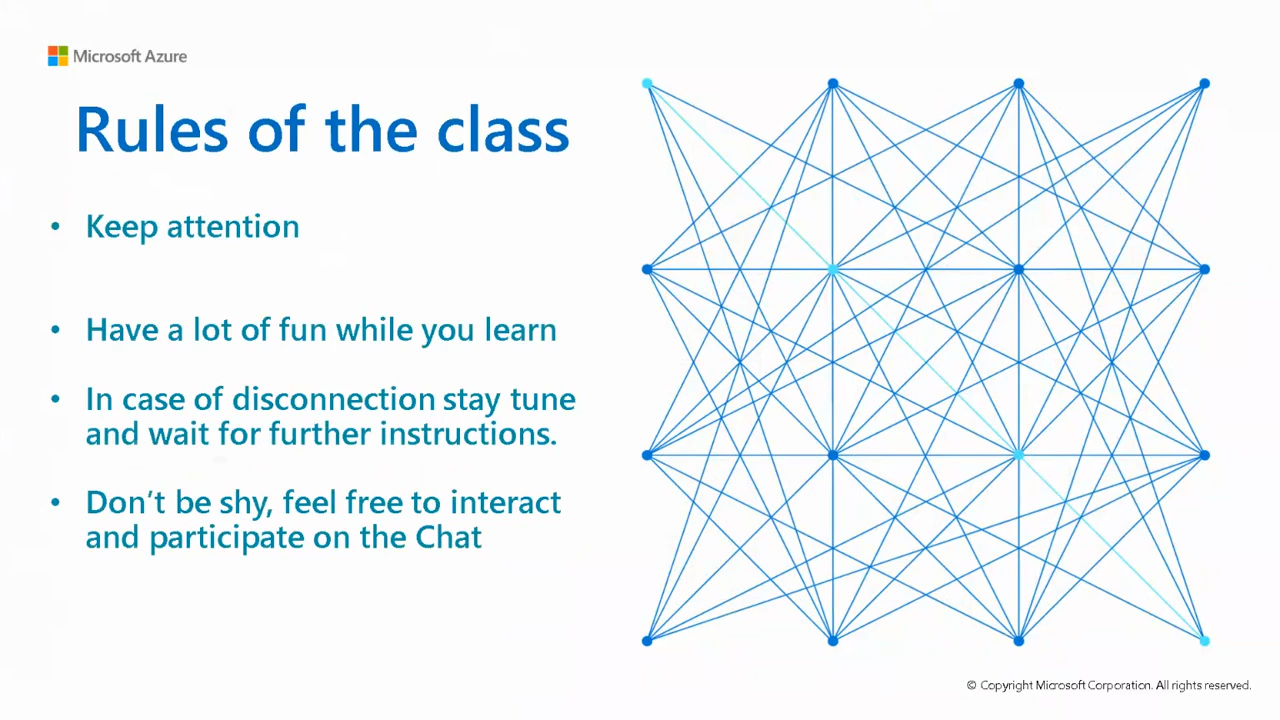 Microsoft Azure
Rules of the class
• Keep attention
• Have a lot of fun while you learn
• In case of disconnection stay tune
and wait for further instructions.
• Don't be shy, feel free to interact
and participate on the Chat
© Copyright Microsoft Corporation. All rights reserved.